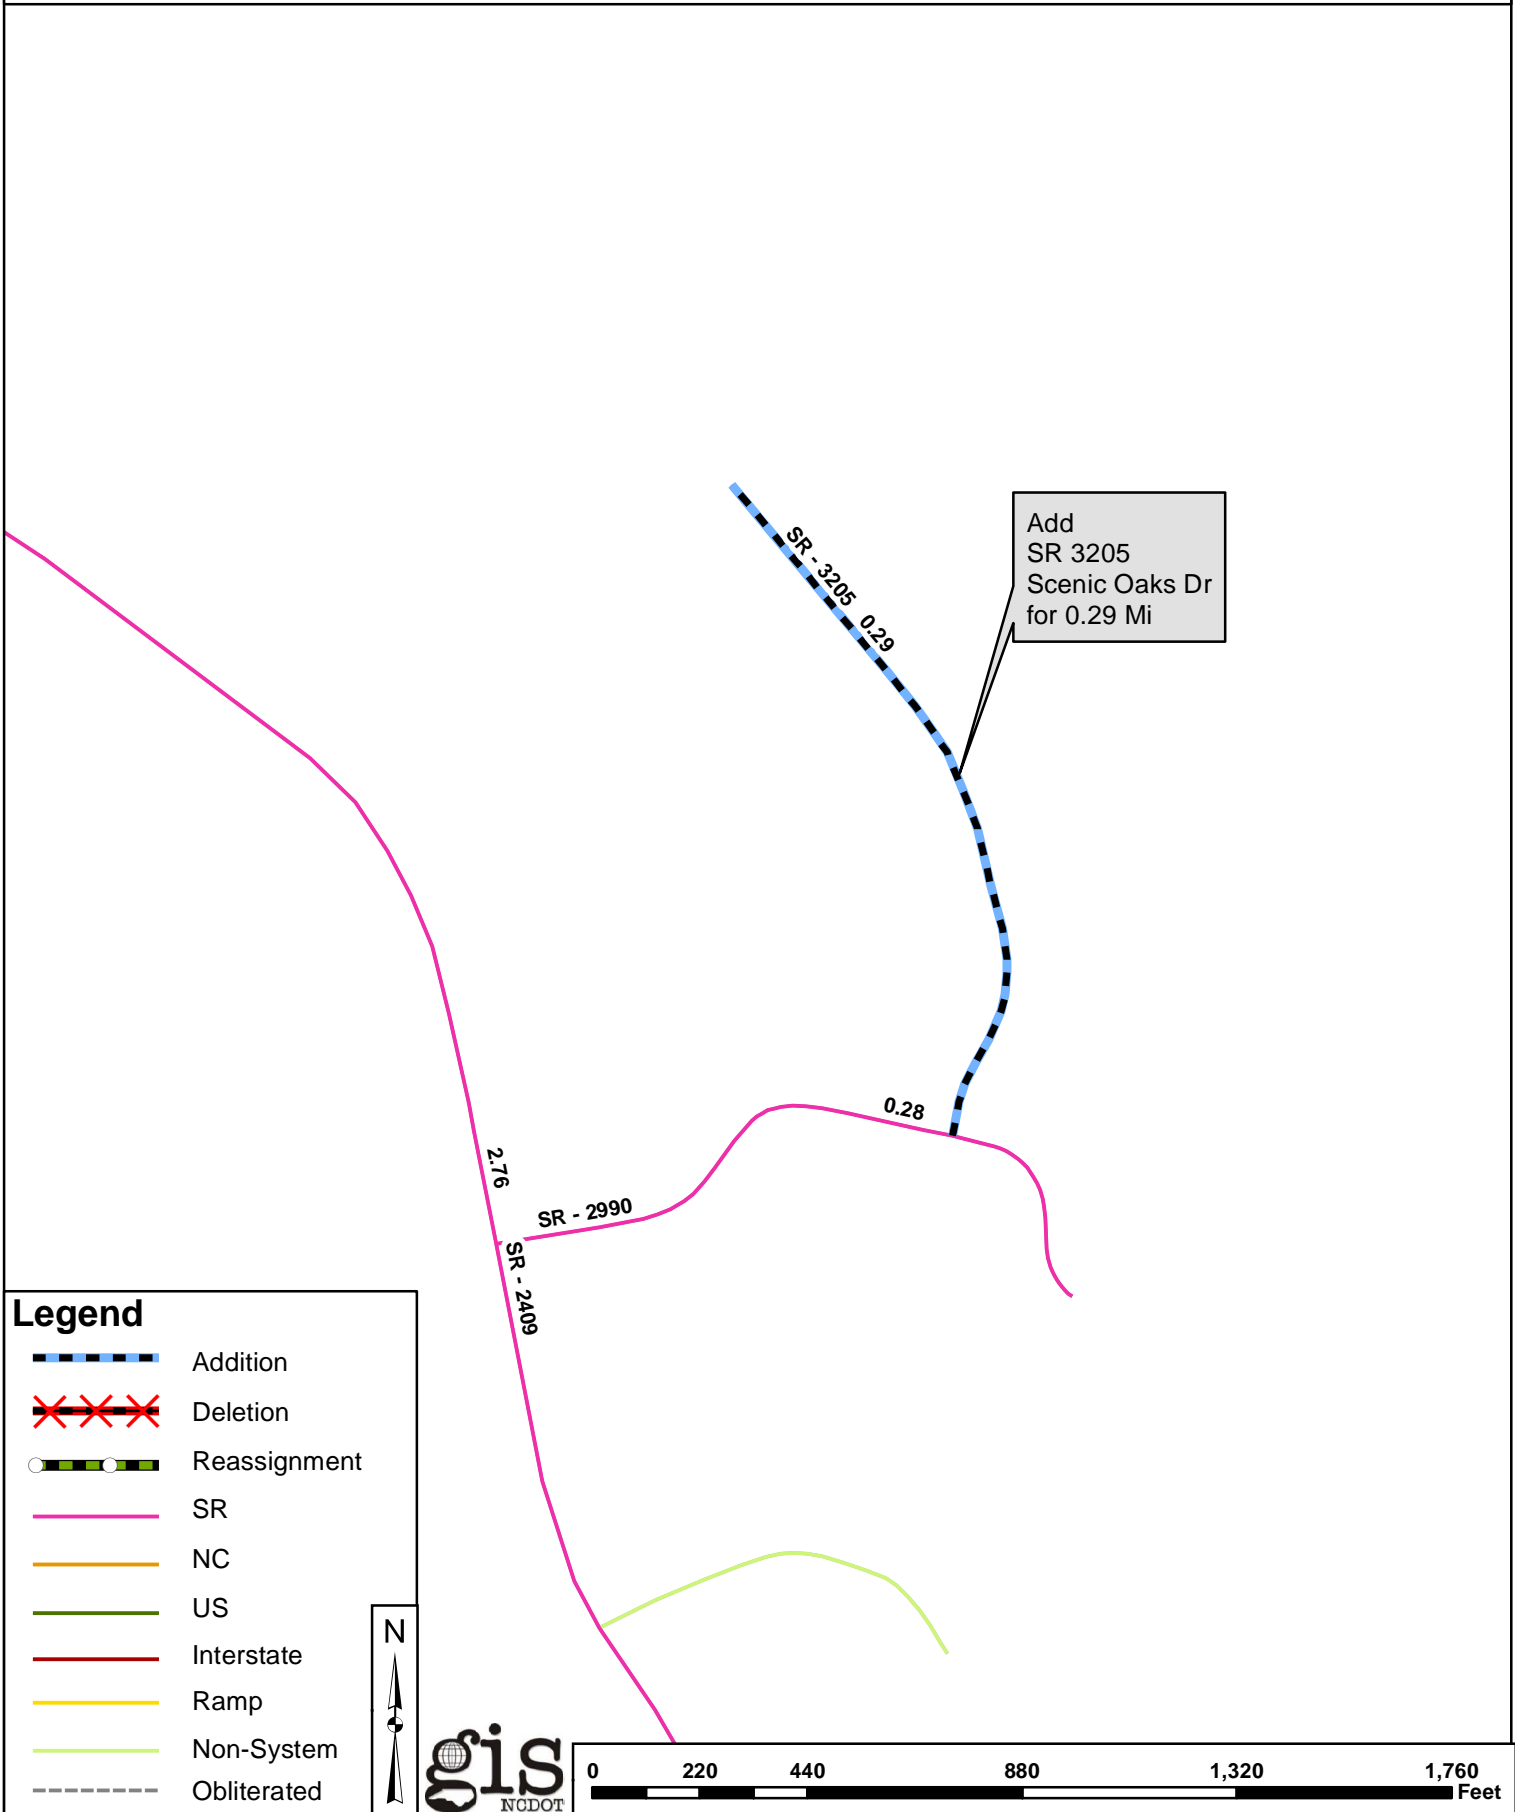 Add
SR 3205
Scenic Oaks Dr
for 0.29 Mi
SR - 3205 0.29
0.28
2.76
SR - 2990
SR - 2409
Legend
Addition
Deletion
Reassignment
SR
NC
US
Interstate
Ramp
Non-System
Obliterated
N
gis
NCDOT
0 220 440 880 1,320 1,760
Feet